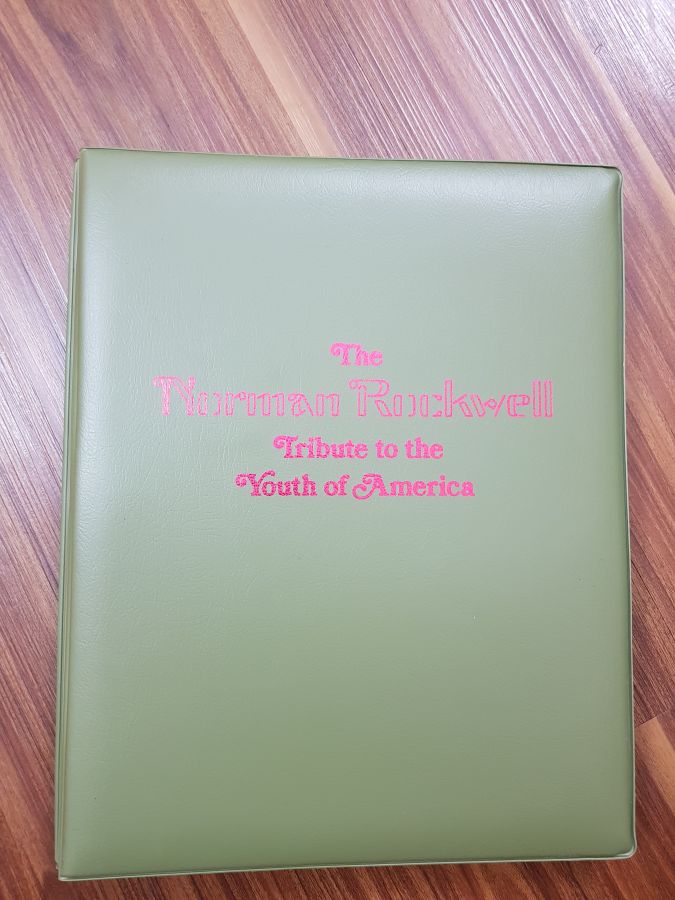 The
Norman Rockwell
Tribute to the
Youth of America